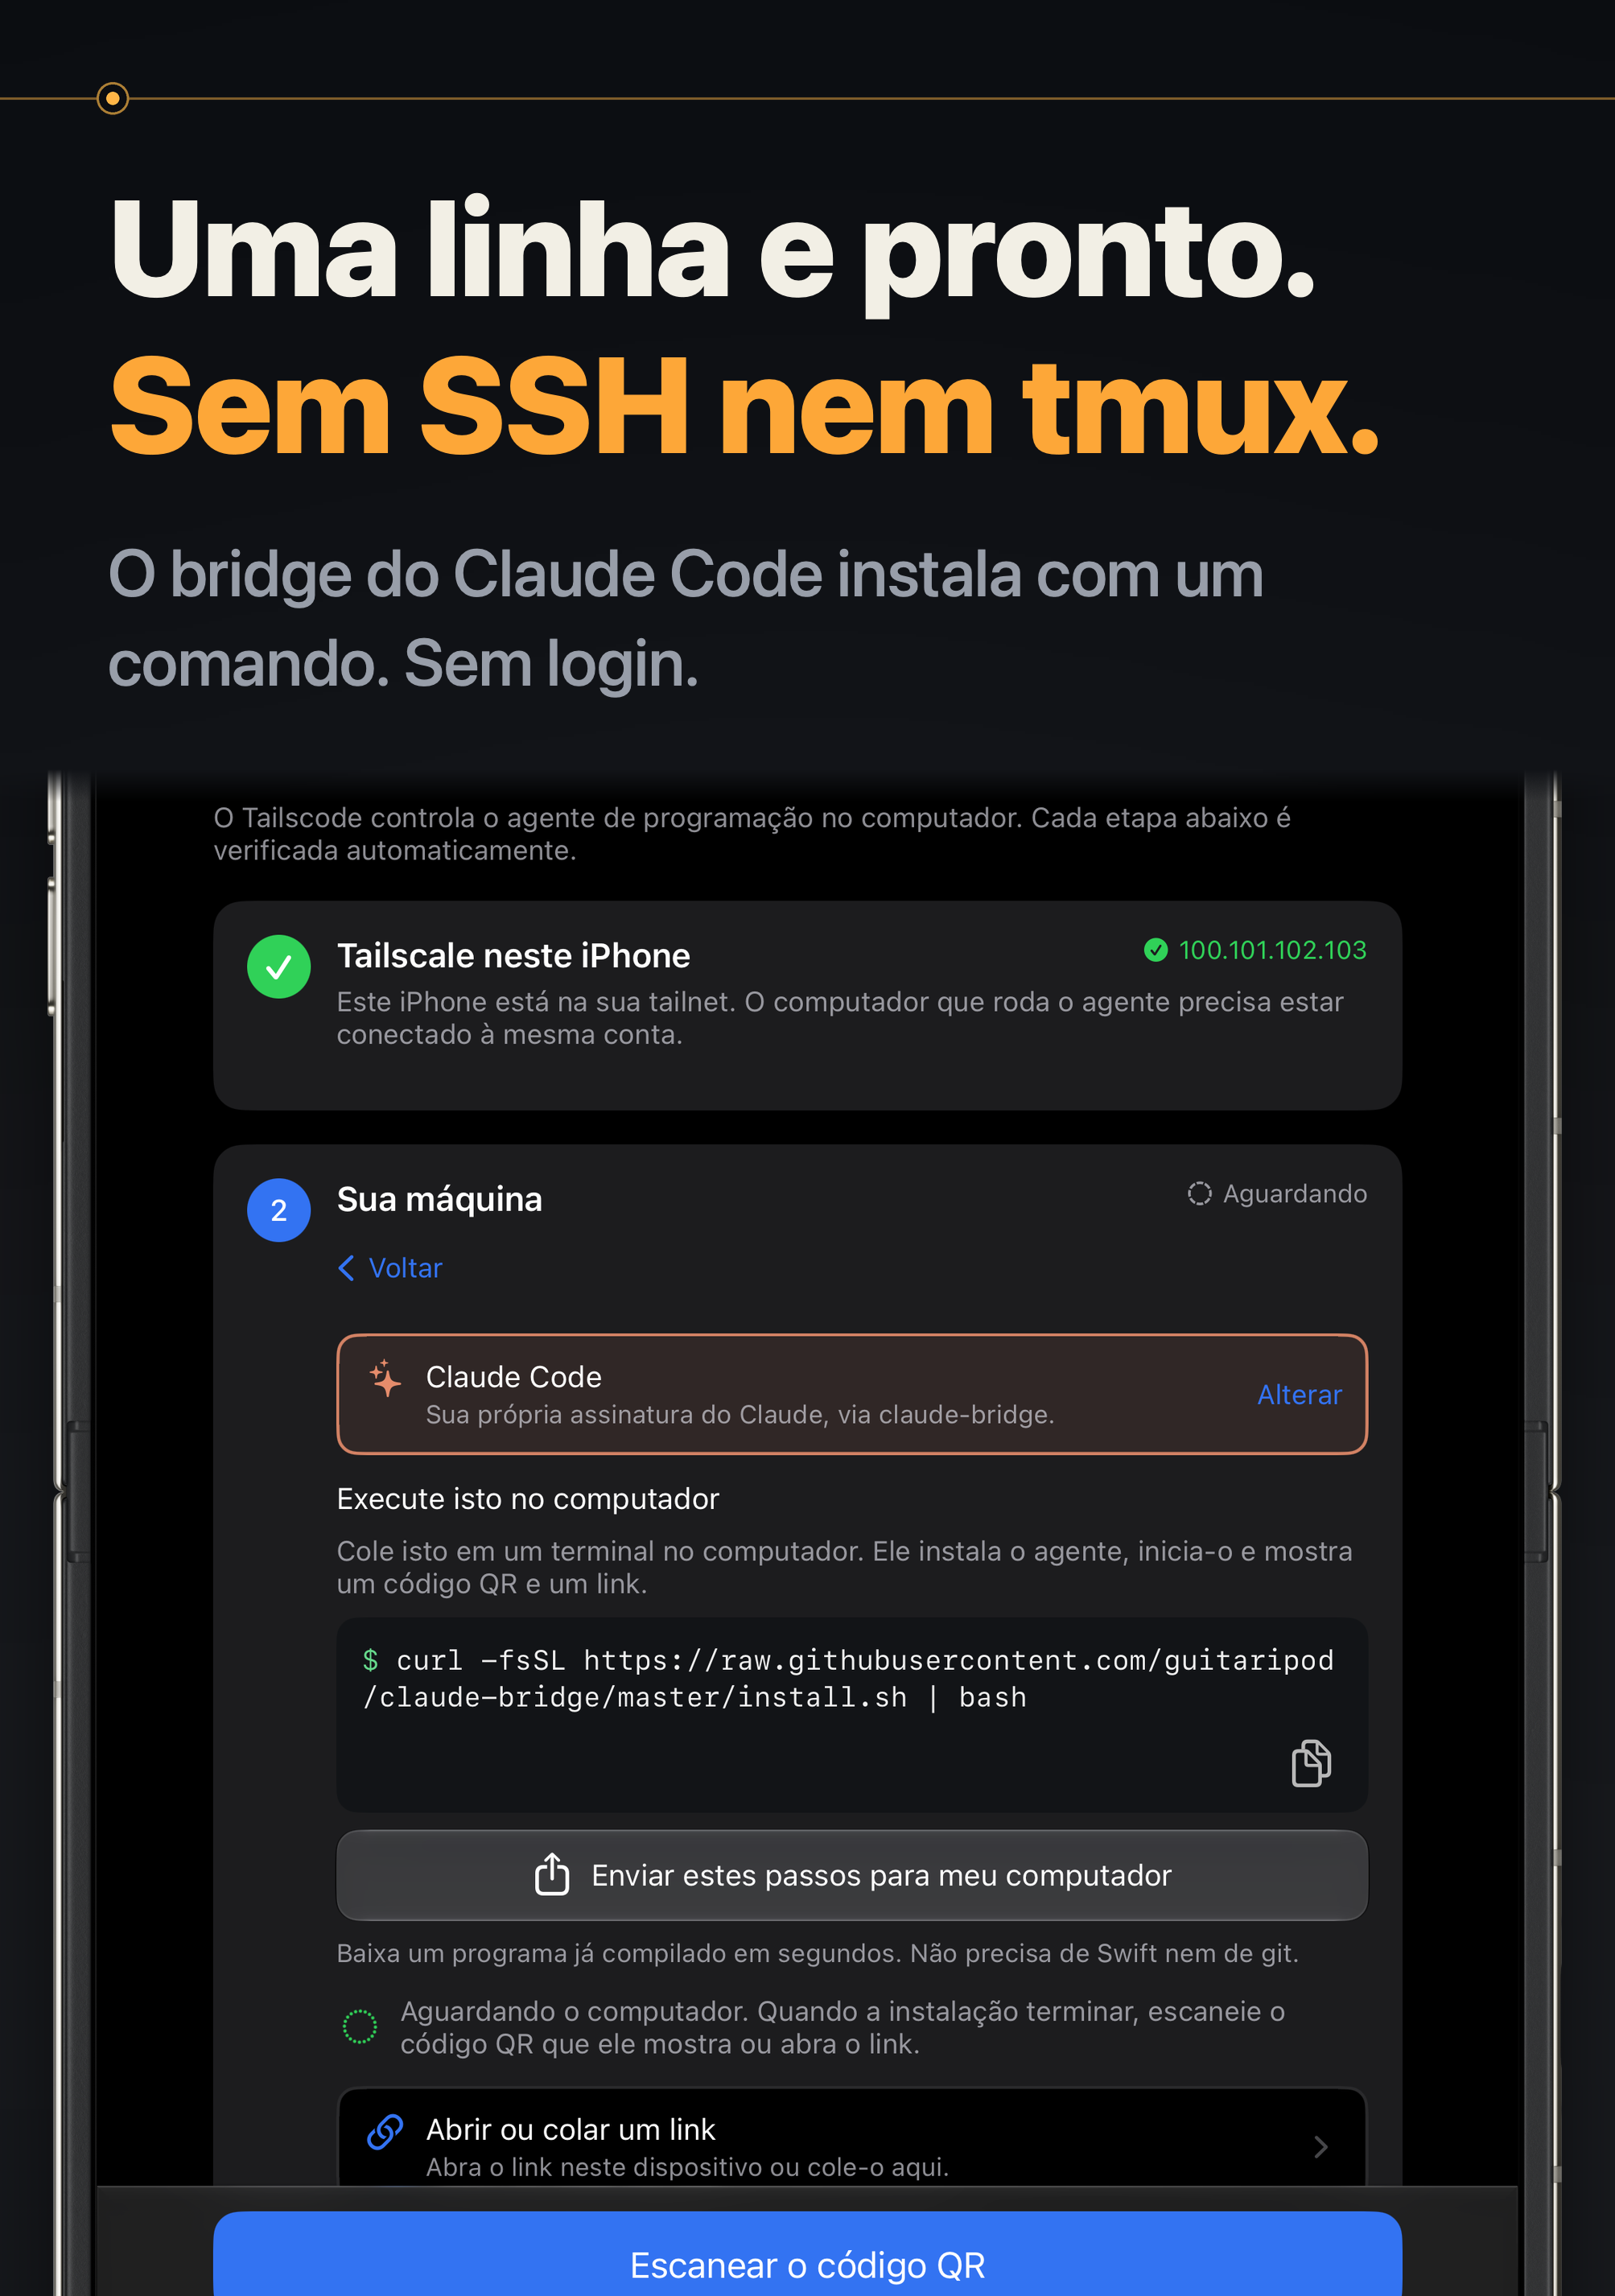 Uma linha e pronto.
Sem SSH nem tmux.
O bridge do Claude Code instala com um
comando. Sem login.
O Tailscode controla o agente de programação no computador. Cada etapa abaixo é
verificada automaticamente.
Tailscale neste iPhone
100.101.102.103
Este iPhone está na sua tailnet. O computador que roda o agente precisa estar
conectado à mesma conta.
2
Sua máquina
Aguardando
Voltar
Claude Code
Sua própria assinatura do Claude, via claude-bridge.
Alterar
Execute isto no computador
Cole isto em um terminal no computador. Ele instala o agente, inicia-o e mostra
um código QR e um link.
$ curl -fsSL https://raw.githubusercontent.com/guitaripod
/claude-bridge/master/install.sh | bash
Enviar estes passos para meu computador
Baixa um programa já compilado em segundos. Não precisa de Swift nem de git.
Aguardando o computador. Quando a instalação terminar, escaneie o
código QR que ele mostra ou abra o link.
Abrir ou colar um link
Abra o link neste dispositivo ou cole-o aqui.
Escanear o código QR